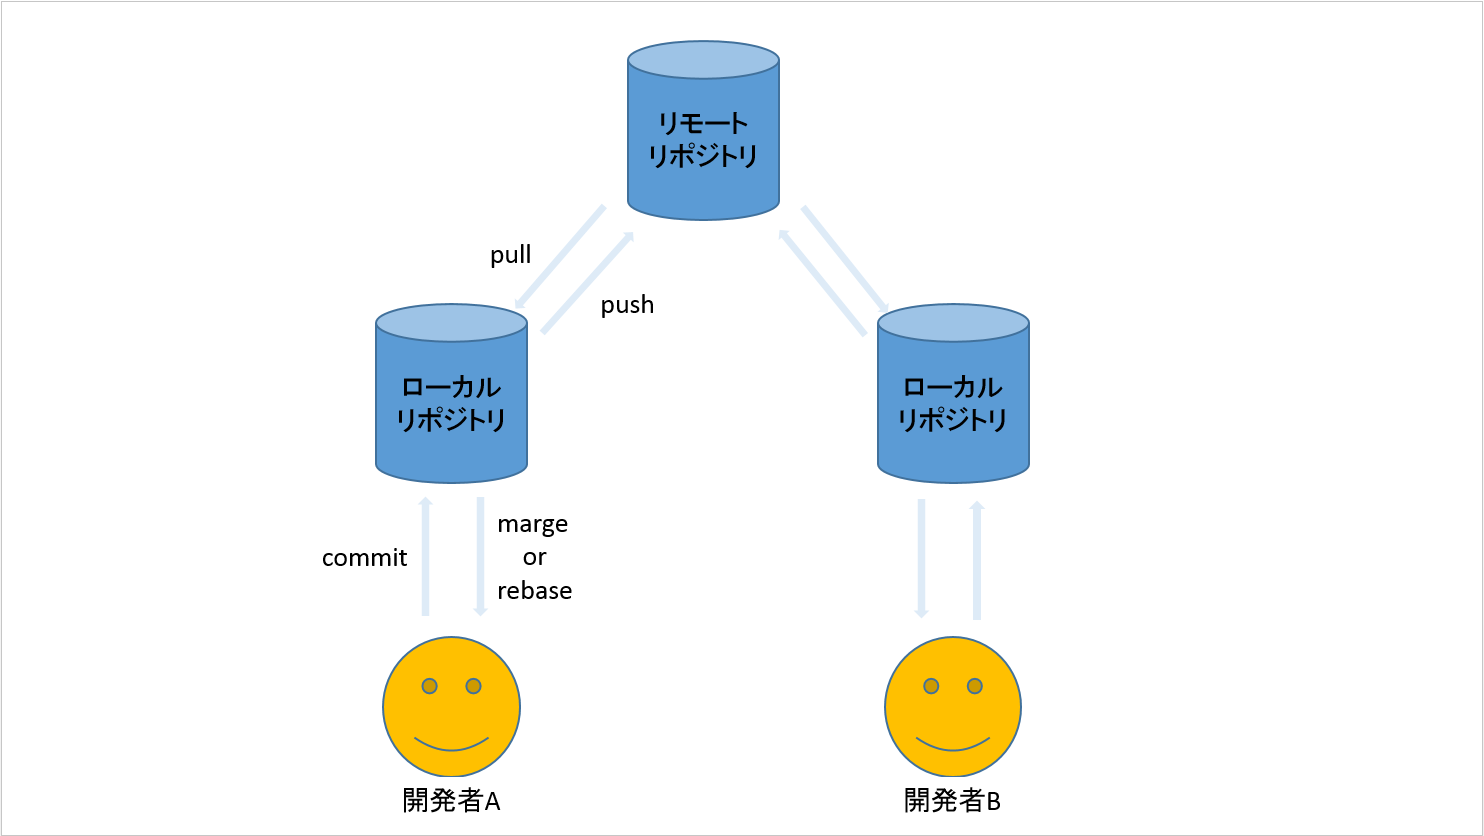 リモート
リポジトリ
pull
push
ローカル
リポジトリ
ローカル
リポジトリ
commit
marge
or
rebase
開発者A
開発者B